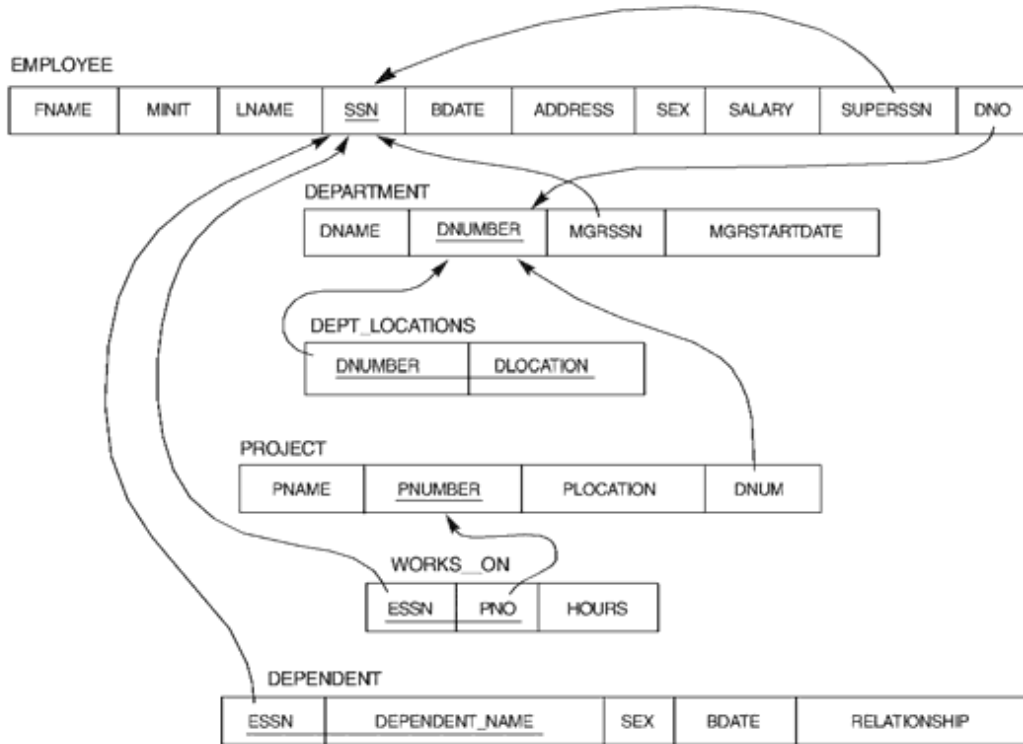 EMPLOYEE
FNAME MINIT LNAME SSN BDATE ADDRESS SEX SALARY SUPERSSN DNO
DEPARTMENT
DNAME DNUMBER MGRSSN MGRSTARTDATE
DEPT_LOCATIONS
DNUMBER DLOCATION
PROJECT
PNAME PNUMBER PLOCATION DNUM
WORKS_ON
ESSN PNO HOURS
DEPENDENT
ESSN DEPENDENT_NAME SEX BDATE RELATIONSHIP